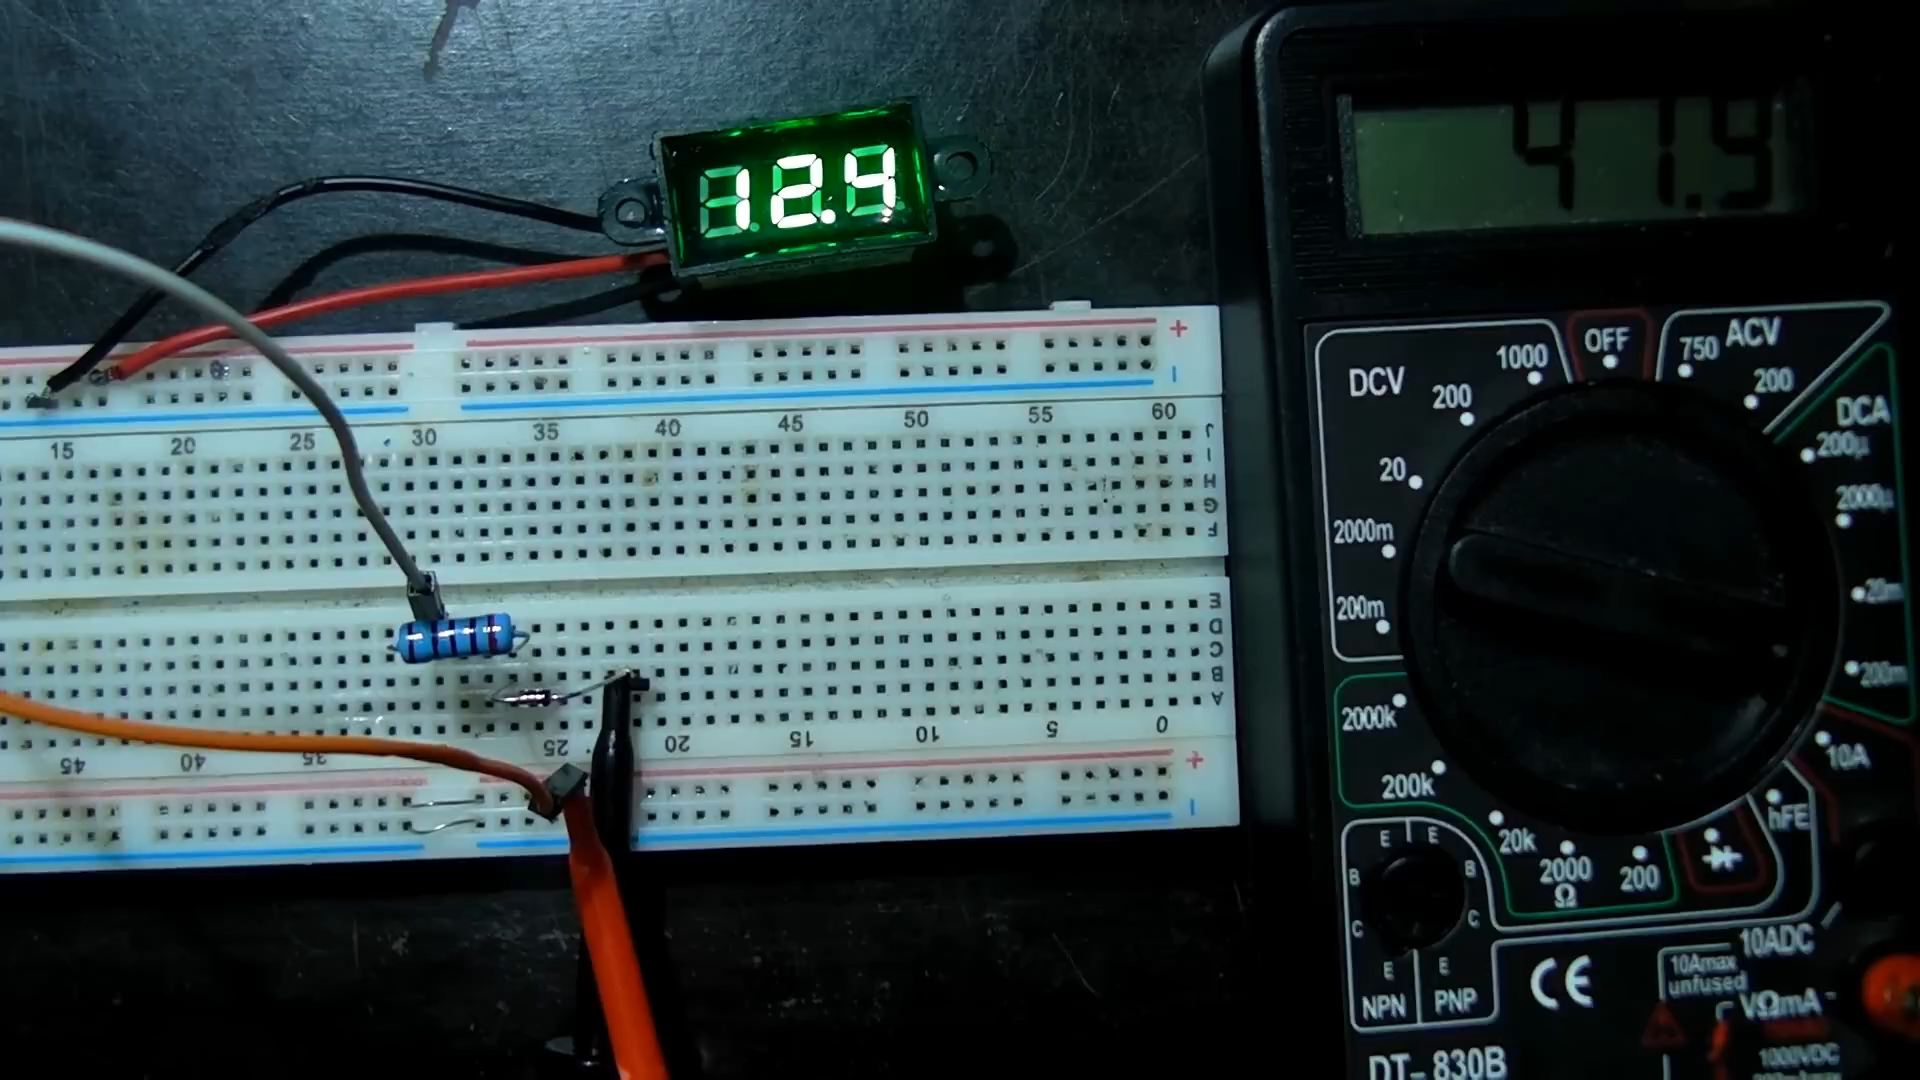 12.4
41.9
+
15 20 25 30 35 40 45 50 55 60
J
I
H
G
F
E
D
C
B
A
45 40 35 25 20 15 10 5 0
+
OFF
DCV
1000
200
20
2000m
200m
750 ACV
200
DCA
200µ
2000µ
20m
200m
10A
hFE
2000k
200k
20k
2000
Ω
200
E E
B B
C C
E E
NPN PNP
CE
10ADC
10Amax
unfused
VΩmA
1000VDC
DT-830B